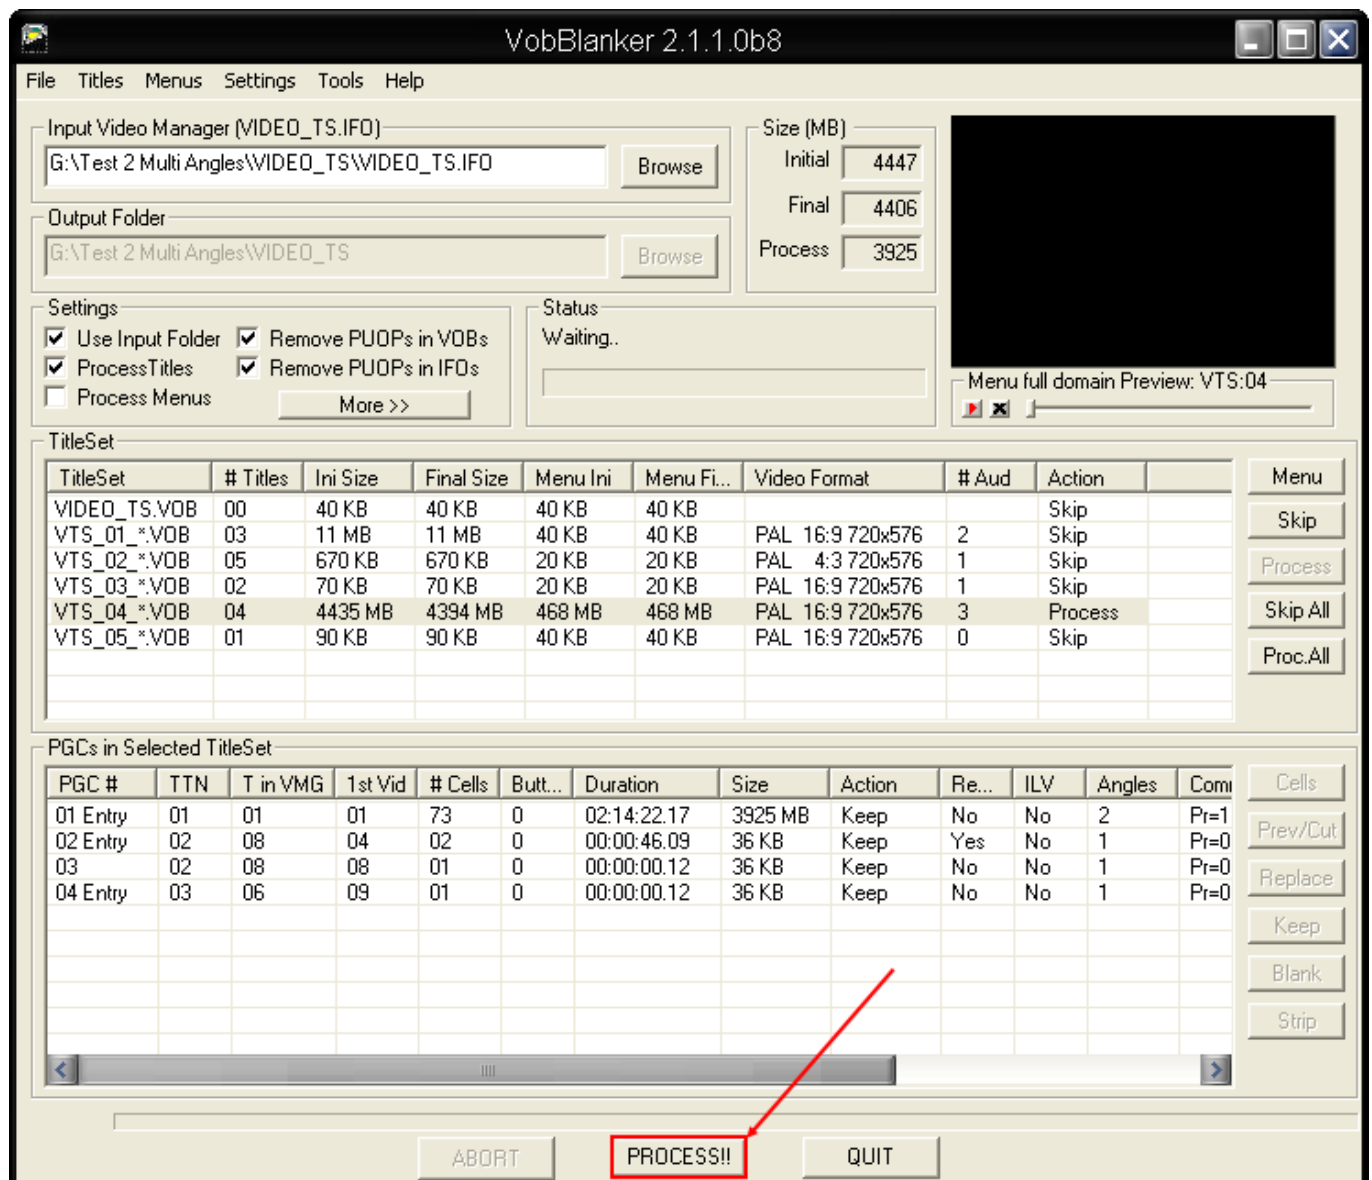 VobBlanker 2.1.1.0b8
File Titles Menus Settings Tools Help
Input Video Manager (VIDEO_TS.IFO)
G:\Test 2 Multi Angles\VIDEO_TS\VIDEO_TS.IFO
Browse
Output Folder
G:\Test 2 Multi Angles\VIDEO_TS
Browse
Size (MB)
Initial 4447
Final 4406
Process 3925
Settings
Use Input Folder Remove PUOPs in VOBs
ProcessTitles Remove PUOPs in IFOs
Process Menus More >>
Status
Waiting..
Menu full domain Preview: VTS:04
TitleSet
TitleSet # Titles Ini Size Final Size Menu Ini Menu Fi... Video Format # Aud Action
VIDEO_TS.VOB 00 40 KB 40 KB 40 KB 40 KB Skip
VTS_01_*.VOB 03 11 MB 11 MB 40 KB 40 KB PAL 16:9 720x576 2 Skip
VTS_02_*.VOB 05 670 KB 670 KB 20 KB 20 KB PAL 4:3 720x576 1 Skip
VTS_03_*.VOB 02 70 KB 70 KB 20 KB 20 KB PAL 16:9 720x576 1 Skip
VTS_04_*.VOB 04 4435 MB 4394 MB 468 MB 468 MB PAL 16:9 720x576 3 Process
VTS_05_*.VOB 01 90 KB 90 KB 40 KB 40 KB PAL 16:9 720x576 0 Skip
Menu
Skip
Process
Skip All
Proc.All
PGCs in Selected TitleSet
PGC # TTN T in VMG 1st Vid # Cells Butt... Duration Size Action Re... ILV Angles Com
01 Entry 01 01 01 73 0 02:14:22.17 3925 MB Keep No No 2 Pr=1
02 Entry 02 08 04 02 0 00:00:46.09 36 KB Keep Yes No 1 Pr=0
03 02 08 08 01 0 00:00:00.12 36 KB Keep No No 1 Pr=0
04 Entry 03 06 09 01 0 00:00:00.12 36 KB Keep No No 1 Pr=0
Cells
Prev/Cut
Replace
Keep
Blank
Strip
ABORT PROCESS!! QUIT